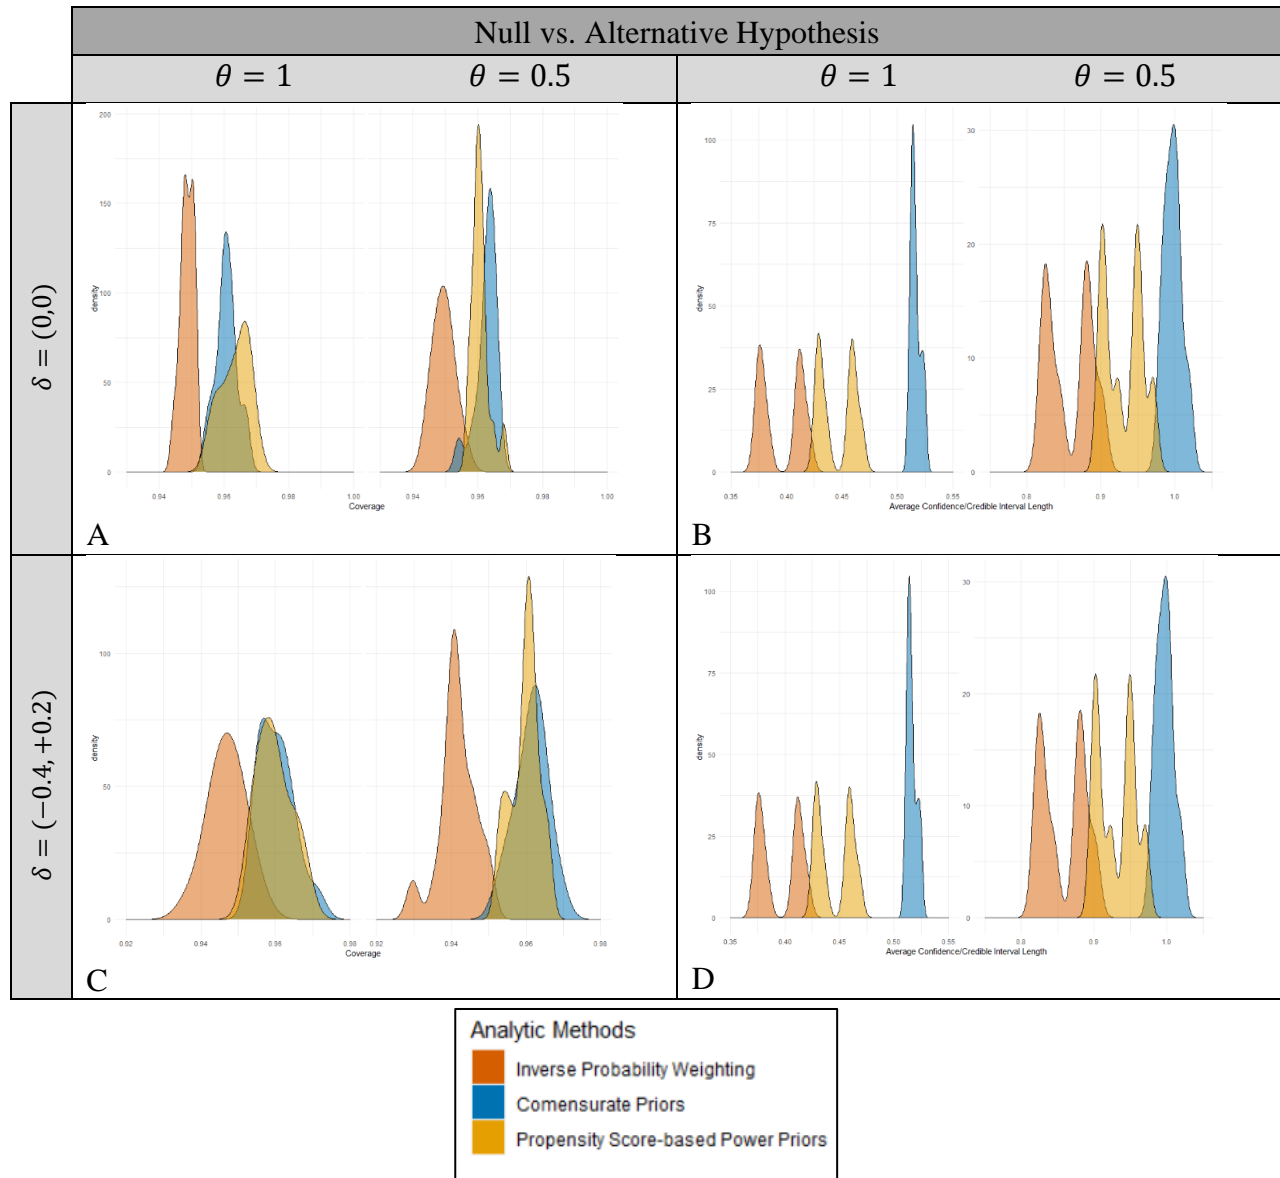 Null vs. Alternative Hypothesis
θ = 1
θ = 0.5
θ = 1
θ = 0.5
δ = (0,0)
density
200
150
100
50
0
0.94
0.96
0.98
1.00
0.94
0.96
0.98
1.00
Coverage
A
density
100
75
50
25
0
0.35
0.40
0.45
0.50
0.55
30
20
10
0
0.8
0.9
1.0
Average Confidence/Credible Interval Length
B
δ = (−0.4, +0.2)
density
100
50
0
0.92
0.94
0.96
0.98
0.92
0.94
0.96
0.98
Coverage
C
density
100
75
50
25
0
0.35
0.40
0.45
0.50
0.55
30
20
10
0
0.8
0.9
1.0
Average Confidence/Credible Interval Length
D
Analytic Methods
Inverse Probability Weighting
Comensurate Priors
Propensity Score-based Power Priors